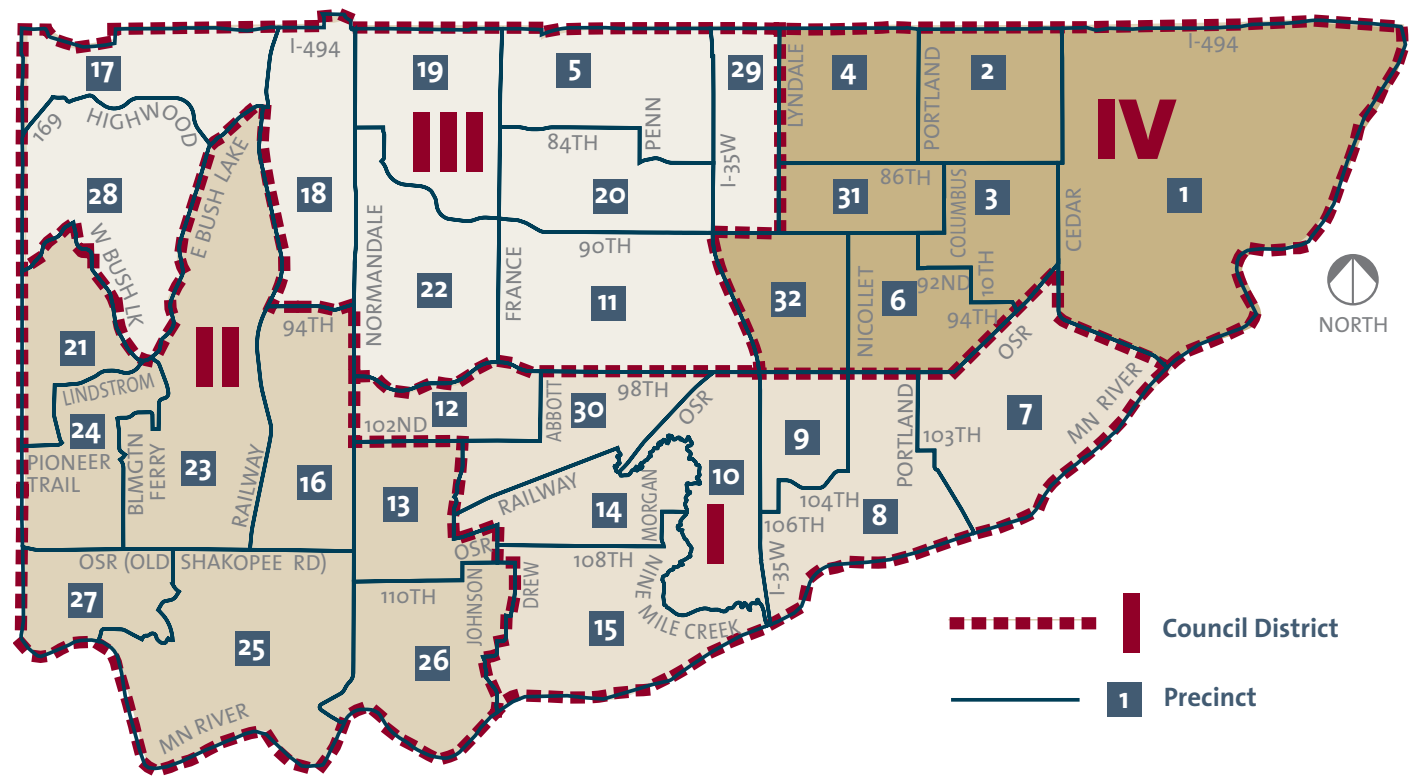 I-494
I-494
17
19
5
29
4
2
LYNDALE
PORTLAND
IV
169
HIGHWOOD
III
84TH
PENN
I-35W
E BUSH LAKE
28
18
20
86TH
31
COLUMBUS
3
1
CEDAR
W BUSH LK
NORMANDALE
FRANCE
90TH
22
11
32
NICOLLET
6
92ND
10TH
94TH
OSR
NORTH
94TH
21
II
LINDSTROM
98TH
12
ABBOTT
30
OSR
102ND
PORTLAND
7
MN RIVER
24
9
103TH
PIONEER
TRAIL
BLMGTN
FERRY
23
RAILWAY
16
13
RAILWAY
14
MORGAN
10
I
104TH
106TH
8
OSR (OLD SHAKOPEE RD)
OSR
108TH
I-35W
27
110TH
JOHNSON
DREW
NINE
MILE CREEK
15
25
26
MN RIVER
Council District
1 Precinct